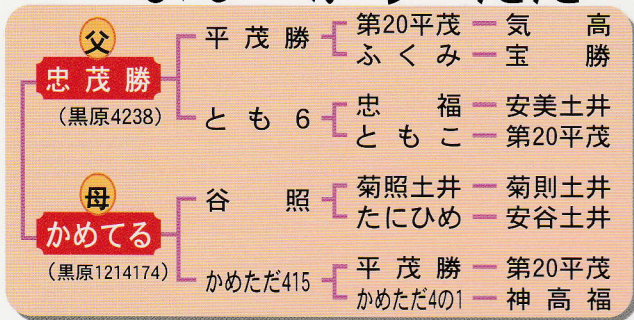 父
忠茂勝
（黒原4238）
平茂勝
第20平茂 気高
ふくみ 宝勝
とも6
忠福 安美土井
ともこ 第20平茂
母
かめてる
（黒原1214174）
谷照
菊照土井 菊則土井
たにひめ 安谷土井
かめただ415
平茂勝 第20平茂
かめただ4の1 神高福